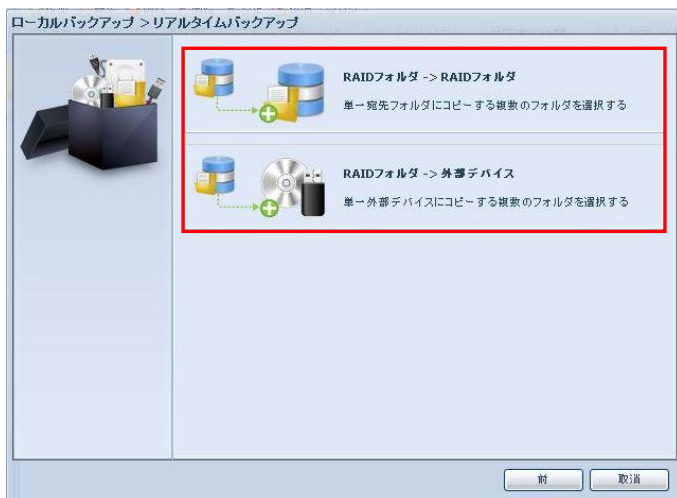 ローカルバックアップ > リアルタイムバックアップ
RAIDフォルダ -> RAIDフォルダ
単一宛先フォルダにコピーする複数のフォルダを選択する
RAIDフォルダ -> 外部デバイス
単一外部デバイスにコピーする複数のフォルダを選択する
前
取消